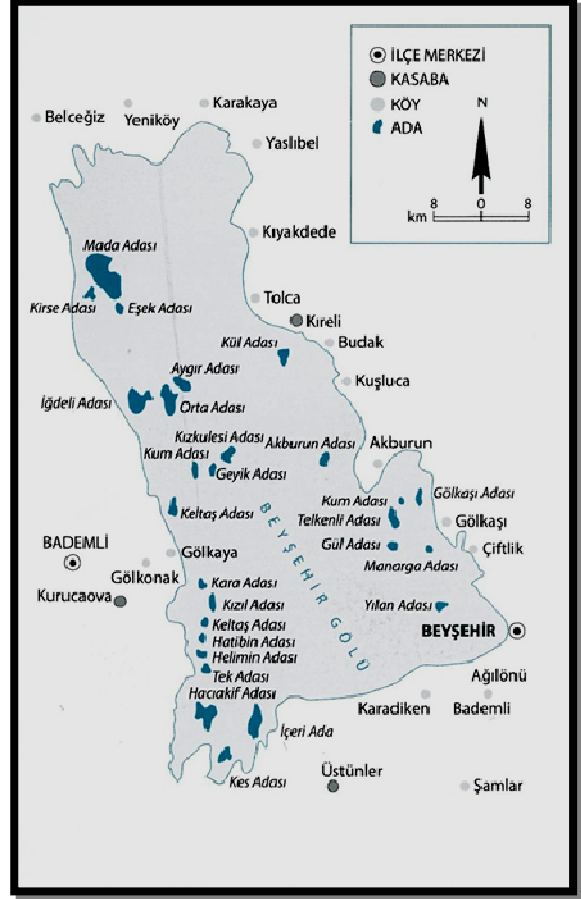 İLÇE MERKEZİ
KASABA
KÖY
ADA
N
8 0 8
km
Karakaya
Belceğiz
Yeniköy
Yaslıbel
Kıyakdede
Mada Adası
Tolca
Kirse Adası
Eşek Adası
Kıreli
Kül Adası
Budak
Aygır Adası
Kuşluca
İğdeli Adası
Orta Adası
Kızkulesi Adası
Akburun Adası
Akburun
Kum Adası
Geyik Adası
Kum Adası
Gölkaşı Adası
Keltaş Adası
Telkenli Adası
Gölkaşı
BEYŞEHİR GÖLÜ
BADEMLİ
Gölkaya
Gül Adası
Çiftlik
Manarga Adası
Gölkonak
Kara Adası
Kurucaova
Kızıl Adası
Yılan Adası
Keltaş Adası
BEYŞEHİR
Hatibin Adası
Helimin Adası
Tek Adası
Ağılönü
Hacıakif Adası
Karadiken
Bademli
İçeri Ada
Kes Adası
Üstünler
Şamlar